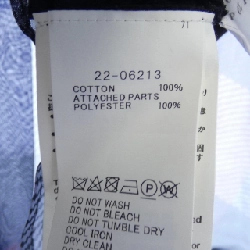 22-06213
COTTON 100%
ATTACHED PARTS
POLYESTER 100%
P
DO NOT WASH
DO NOT BLEACH
DO NOT TUMBLE DRY
COOL IRON
DRY CLEAN